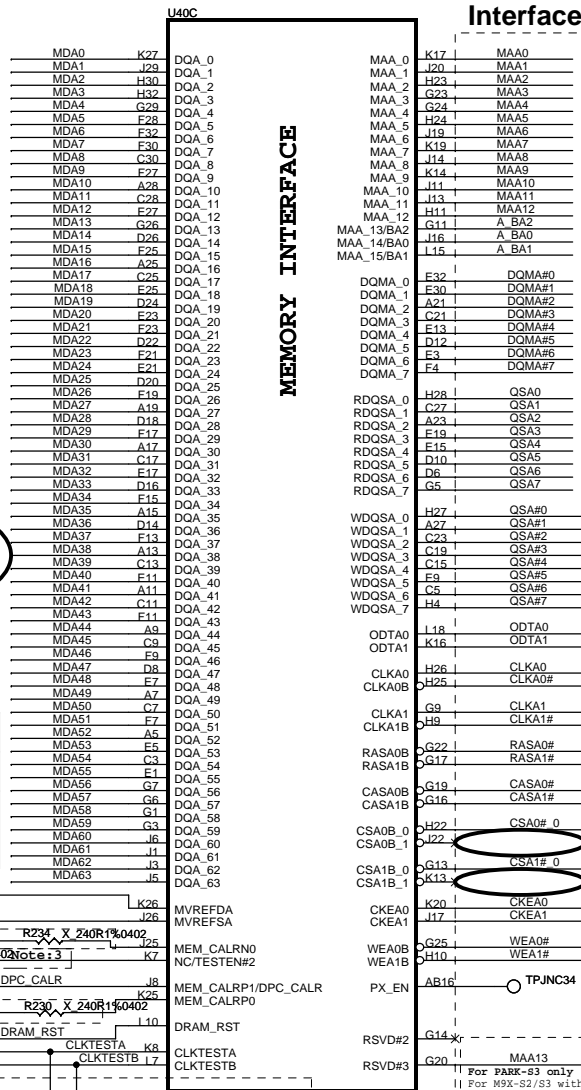 U40C
Interface
MEMORY INTERFACE
MDA0 K27 DQA_0
MDA1 J29 DQA_1
MDA2 H30 DQA_2
MDA3 H32 DQA_3
MDA4 G29 DQA_4
MDA5 F28 DQA_5
MDA6 F32 DQA_6
MDA7 F30 DQA_7
MDA8 C30 DQA_8
MDA9 F27 DQA_9
MDA10 A28 DQA_10
MDA11 C28 DQA_11
MDA12 E27 DQA_12
MDA13 G26 DQA_13
MDA14 D26 DQA_14
MDA15 F25 DQA_15
MDA16 A25 DQA_16
MDA17 C25 DQA_17
MDA18 E25 DQA_18
MDA19 D24 DQA_19
MDA20 E23 DQA_20
MDA21 F23 DQA_21
MDA22 D22 DQA_22
MDA23 F21 DQA_23
MDA24 E21 DQA_24
MDA25 D20 DQA_25
MDA26 F19 DQA_26
MDA27 A19 DQA_27
MDA28 D18 DQA_28
MDA29 F17 DQA_29
MDA30 A17 DQA_30
MDA31 C17 DQA_31
MDA32 E17 DQA_32
MDA33 D16 DQA_33
MDA34 F15 DQA_34
MDA35 A15 DQA_35
MDA36 D14 DQA_36
MDA37 F13 DQA_37
MDA38 A13 DQA_38
MDA39 C13 DQA_39
MDA40 E11 DQA_40
MDA41 A11 DQA_41
MDA42 C11 DQA_42
MDA43 F11 DQA_43
MDA44 A9 DQA_44
MDA45 C9 DQA_45
MDA46 F9 DQA_46
MDA47 D8 DQA_47
MDA48 E7 DQA_48
MDA49 A7 DQA_49
MDA50 C7 DQA_50
MDA51 F7 DQA_51
MDA52 A5 DQA_52
MDA53 E5 DQA_53
MDA54 C3 DQA_54
MDA55 E1 DQA_55
MDA56 G7 DQA_56
MDA57 G6 DQA_57
MDA58 G1 DQA_58
MDA59 G3 DQA_59
MDA60 J6 DQA_60
MDA61 J1 DQA_61
MDA62 J3 DQA_62
MDA63 J5 DQA_63
K26 MVREFDA
J26 MVREFSA
R234 X_240R1%0402 J25 MEM_CALRN0
Note:3 K7 NC/TESTEN#2
DPC_CALR J8 MEM_CALRP1/DPC_CALR
R230 X_240R1%0402 K25 MEM_CALRP0
DRAM_RST L10 DRAM_RST
CLKTESTA K8 CLKTESTA
CLKTESTB L7 CLKTESTB
MAA_0 K17 MAA0
MAA_1 J20 MAA1
MAA_2 H23 MAA2
MAA_3 G23 MAA3
MAA_4 G24 MAA4
MAA_5 H24 MAA5
MAA_6 J19 MAA6
MAA_7 K19 MAA7
MAA_8 J14 MAA8
MAA_9 K14 MAA9
MAA_10 J11 MAA10
MAA_11 J13 MAA11
MAA_12 H11 MAA12
MAA_13/BA2 G11 A_BA2
MAA_14/BA0 J16 A_BA0
MAA_15/BA1 L15 A_BA1
DQMA_0 E32 DQMA#0
DQMA_1 E30 DQMA#1
DQMA_2 A21 DQMA#2
DQMA_3 C21 DQMA#3
DQMA_4 E13 DQMA#4
DQMA_5 D12 DQMA#5
DQMA_6 E3 DQMA#6
DQMA_7 F4 DQMA#7
RDQSA_0 H28 QSA0
RDQSA_1 C27 QSA1
RDQSA_2 A23 QSA2
RDQSA_3 E19 QSA3
RDQSA_4 E15 QSA4
RDQSA_5 D10 QSA5
RDQSA_6 D6 QSA6
RDQSA_7 G5 QSA7
WDQSA_0 H27 QSA#0
WDQSA_1 A27 QSA#1
WDQSA_2 C23 QSA#2
WDQSA_3 C19 QSA#3
WDQSA_4 C15 QSA#4
WDQSA_5 E9 QSA#5
WDQSA_6 C5 QSA#6
WDQSA_7 H4 QSA#7
ODTA0 L18 ODTA0
ODTA1 K16 ODTA1
CLKA0 H26 CLKA0
CLKA0B H25 CLKA0#
CLKA1 G9 CLKA1
CLKA1B H9 CLKA1#
RASA0B G22 RASA0#
RASA1B G17 RASA1#
CASA0B G19 CASA0#
CASA1B G16 CASA1#
CSA0B_0 H22 CSA0#_0
CSA0B_1 J22
CSA1B_0 G13 CSA1#_0
CSA1B_1 K13
CKEA0 K20 CKEA0
CKEA1 J17 CKEA1
WEA0B G25 WEA0#
WEA1B H10 WEA1#
PX_EN AB16 TPJNC34
RSVD#2 G14
RSVD#3 G20 MAA13
For PARK-S3 only
For M9X-S2/S3 with